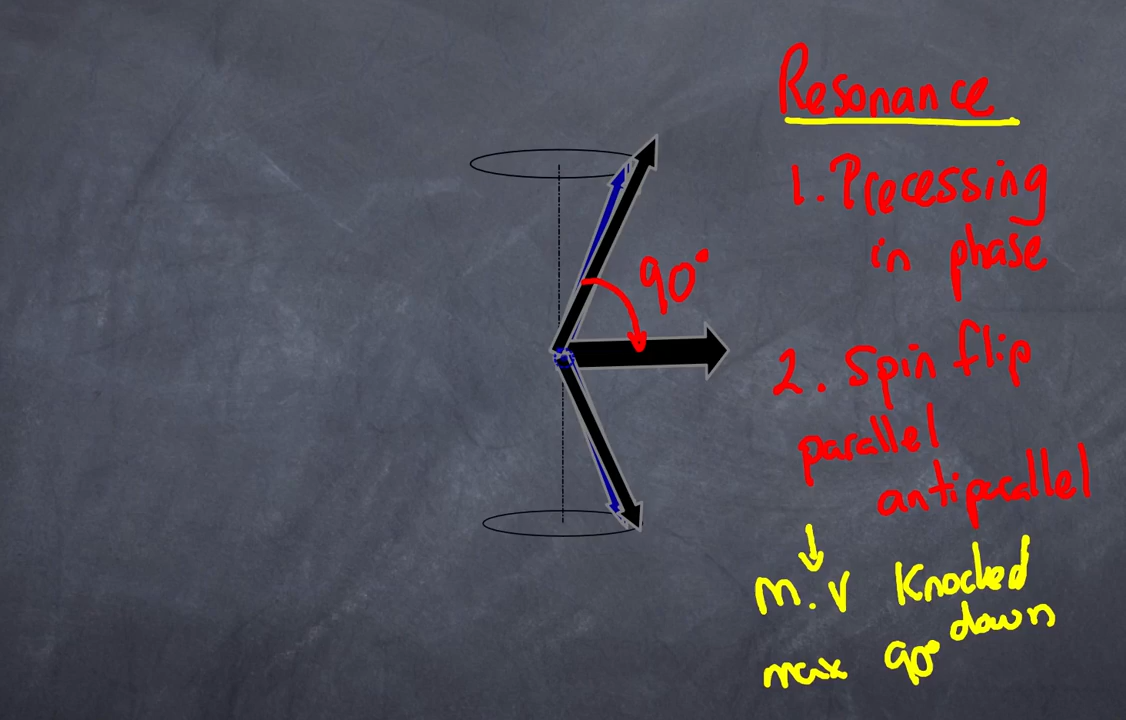 Resonance
1. Precessing
in phase
90°
2. Spin flip
parallel
antiparallel
m.v Knocked
down
max 90°